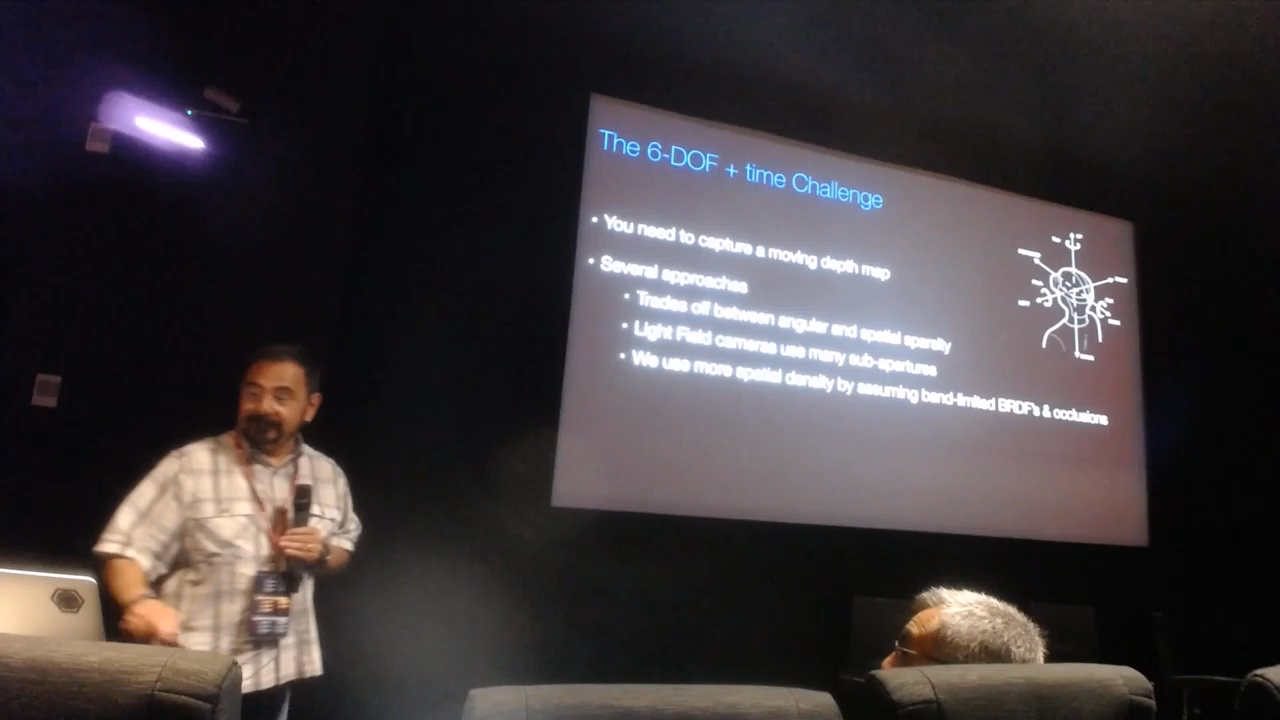 The 6-DOF + time Challenge
• You need to capture a moving depth map
• Several approaches
• Trades off between angular and spatial sparsity
• Light Field cameras use many sub-apertures
• We use more spatial density by assuming band-limited BRDF's & occlusions